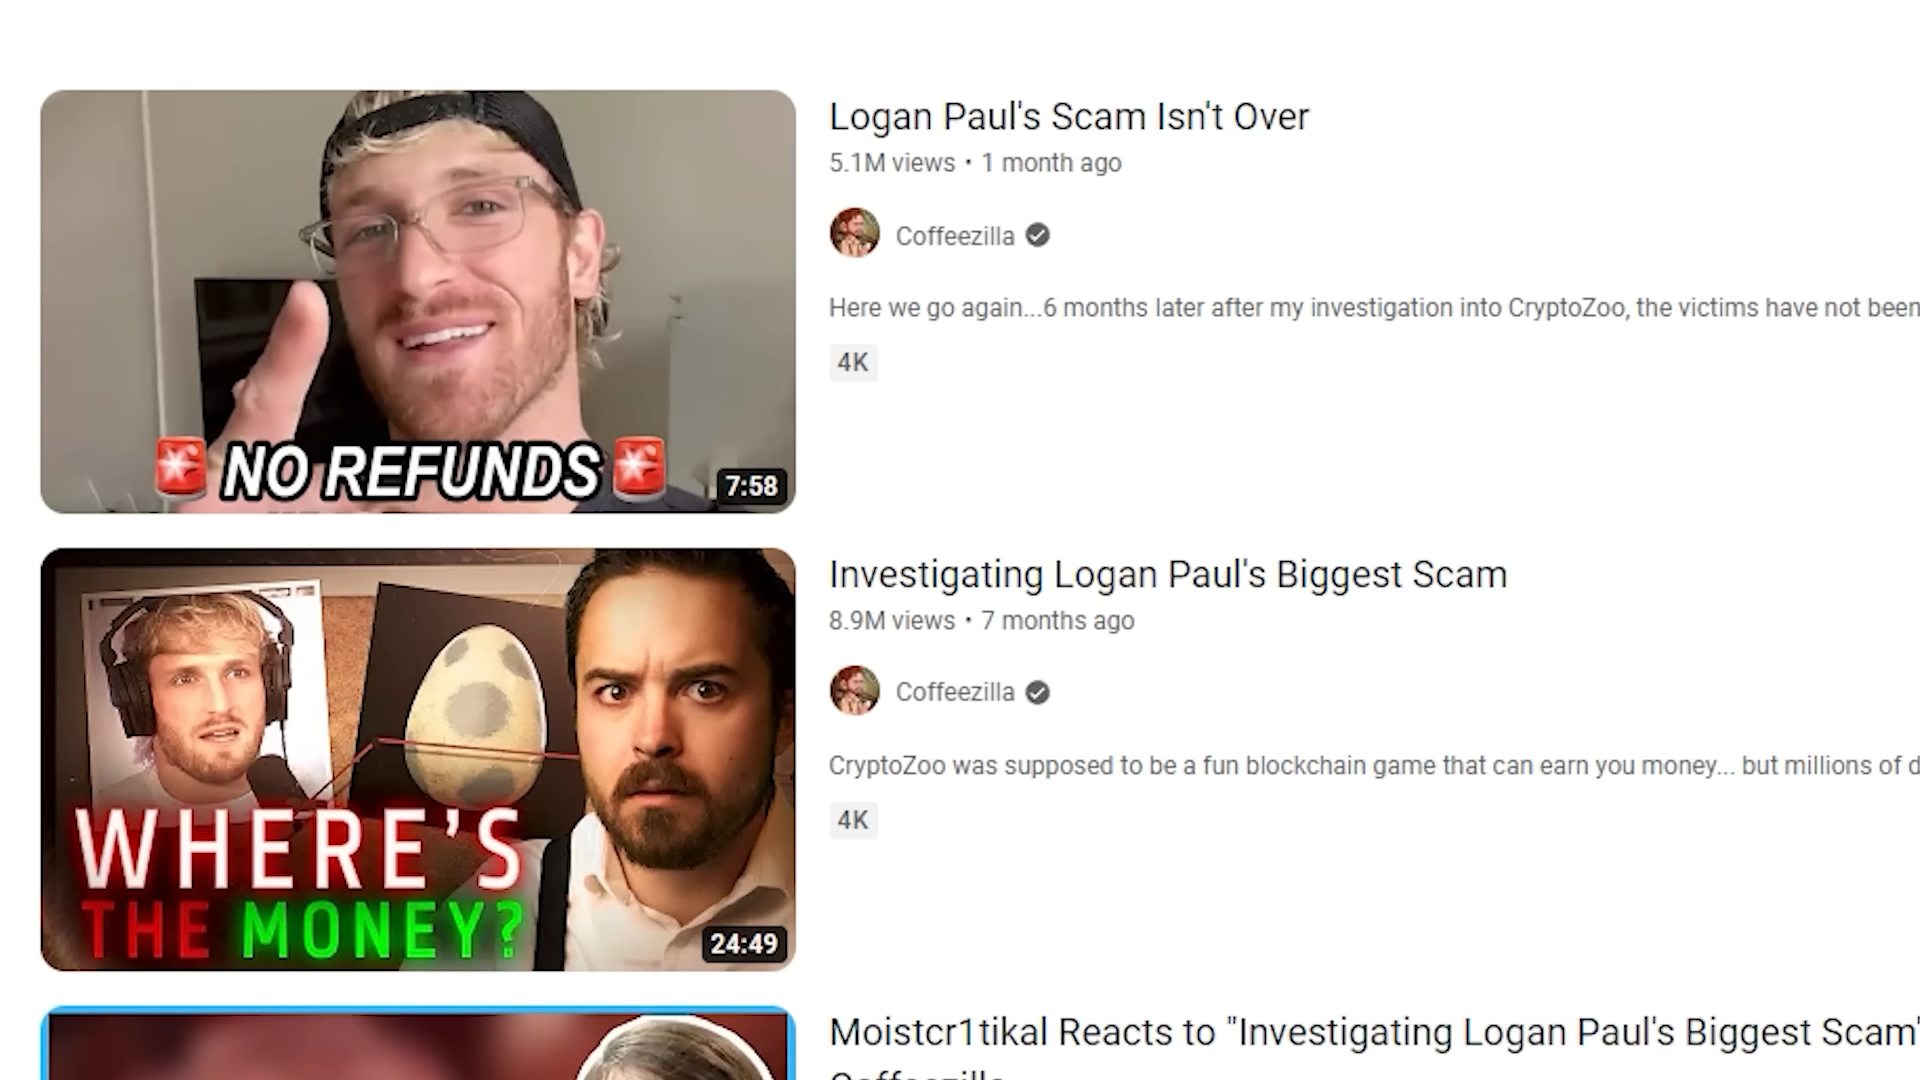 Logan Paul's Scam Isn't Over
5.1M views • 1 month ago
Coffeezilla
Here we go again...6 months later after my investigation into CryptoZoo, the victims have not been
4K
NO REFUNDS
7:58
Investigating Logan Paul's Biggest Scam
8.9M views • 7 months ago
Coffeezilla
CryptoZoo was supposed to be a fun blockchain game that can earn you money... but millions of d
4K
WHERE'S
THE MONEY?
24:49
Moistcr1tikal Reacts to "Investigating Logan Paul's Biggest Scam"
Coffeezilla